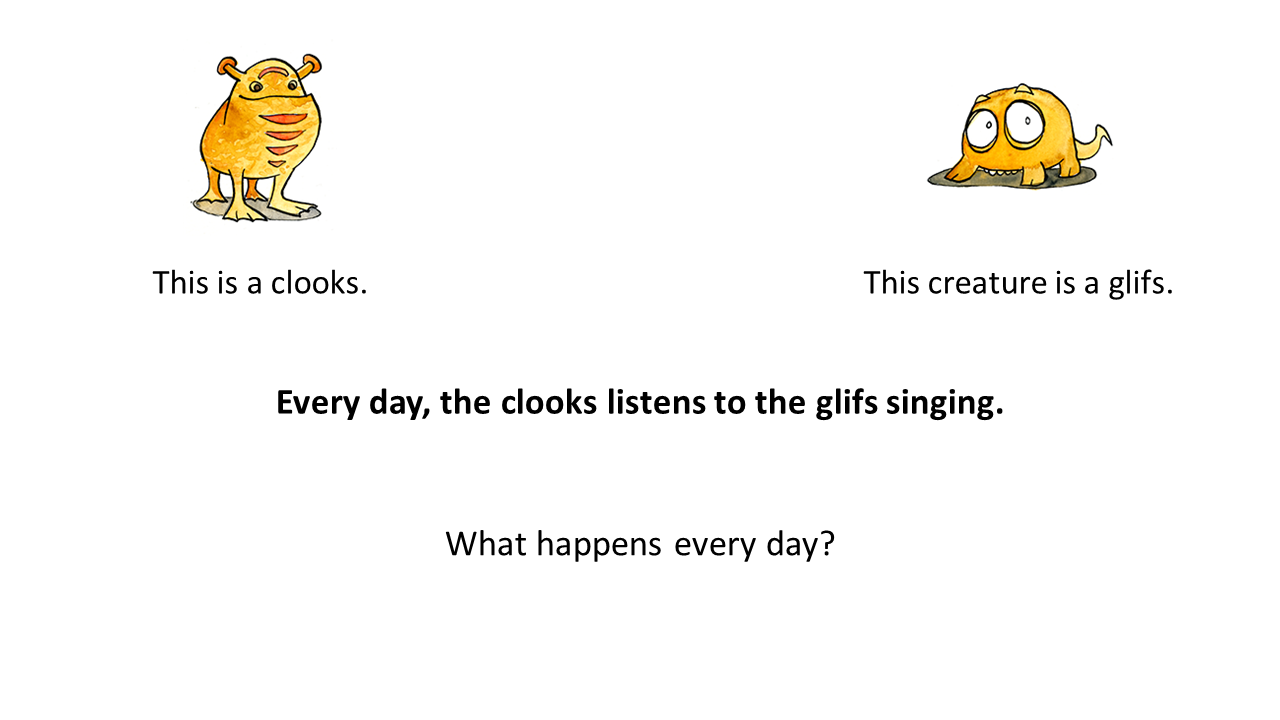 This is a clooks.
This creature is a glifs.
Every day, the clooks listens to the glifs singing.
What happens every day?